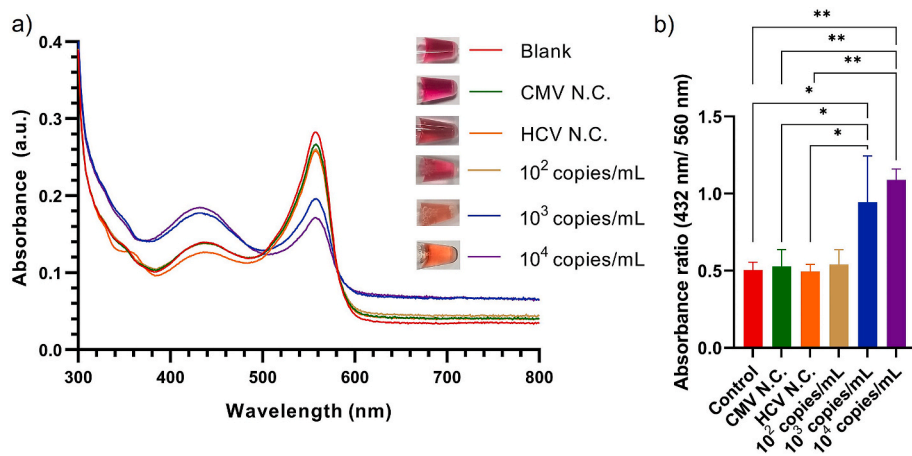 a)
Absorbance (a.u.)
0.4
0.3
0.2
0.1
0.0
300
400
500
600
700
800
Wavelength (nm)
Blank
CMV N.C.
HCV N.C.
10² copies/mL
10³ copies/mL
10⁴ copies/mL
b)
Absorbance ratio (432 nm/ 560 nm)
1.5
1.0
0.5
0.0
**
**
**
*
*
*
Control
CMV N.C.
HCV N.C.
10² copies/mL
10³ copies/mL
10⁴ copies/mL